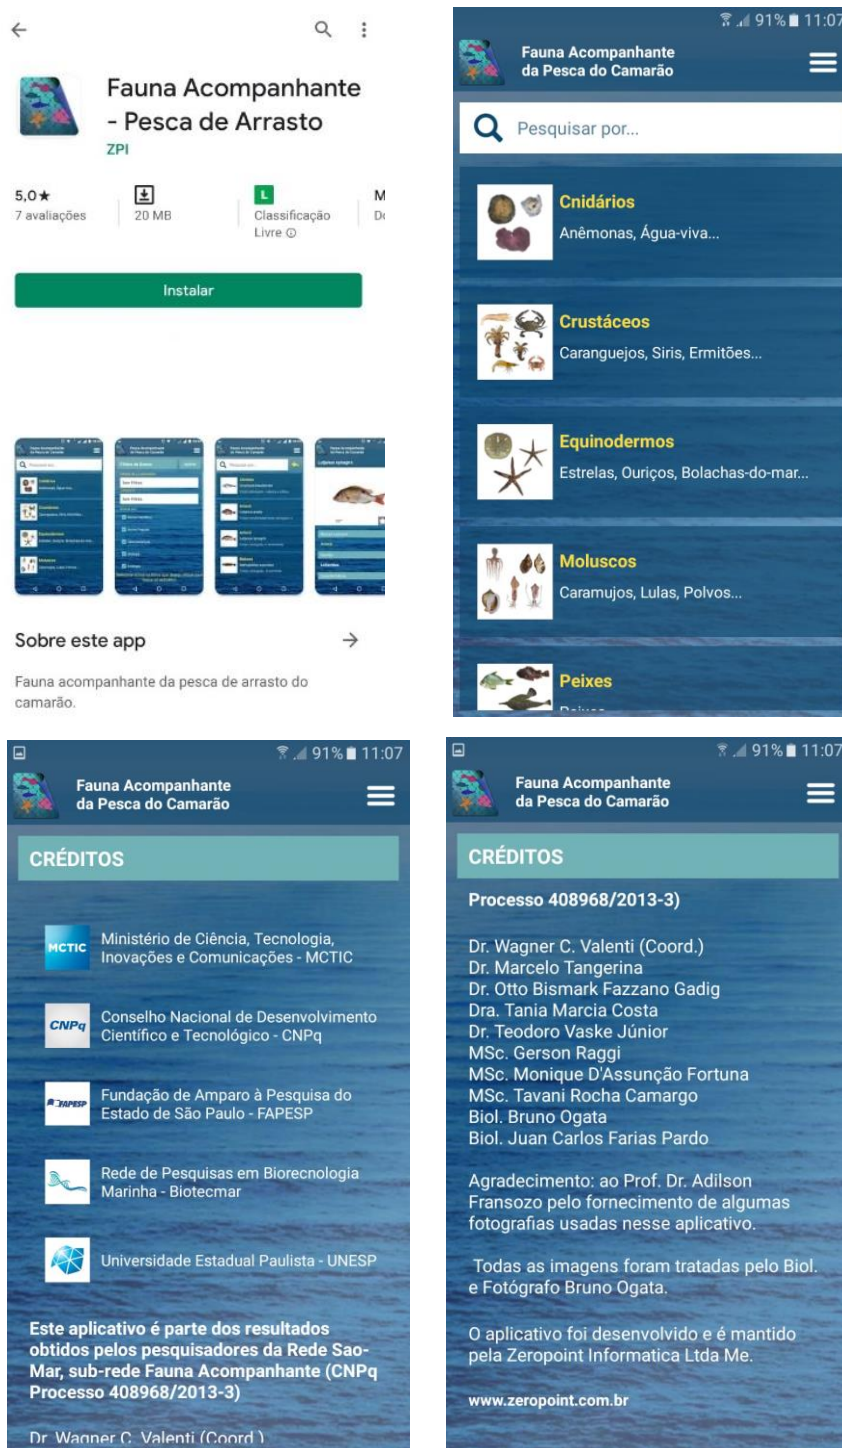 Fauna Acompanhante
- Pesca de Arrasto
ZPI
5,0★
7 avaliações
20 MB
L
Classificação
Livre
M
Instalar
Sobre este app
Fauna acompanhante da pesca de arrasto do
camarão.
91% 11:07
Fauna Acompanhante
da Pesca do Camarão
Pesquisar por...
Cnidários
Anêmonas, Água-viva...
Crustáceos
Caranguejos, Siris, Ermitões...
Equinodermos
Estrelas, Ouriços, Bolachas-do-mar...
Moluscos
Caramujos, Lulas, Polvos...
Peixes
91% 11:07
Fauna Acompanhante
da Pesca do Camarão
CRÉDITOS
MCTIC
Ministério de Ciência, Tecnologia,
Inovações e Comunicações - MCTIC
CNPq
Conselho Nacional de Desenvolvimento
Científico e Tecnológico - CNPq
FAPESP
Fundação de Amparo à Pesquisa do
Estado de São Paulo - FAPESP
Rede de Pesquisas em Biorecnologia
Marinha - Biotecmar
Universidade Estadual Paulista - UNESP
Este aplicativo é parte dos resultados
obtidos pelos pesquisadores da Rede Sao-
Mar, sub-rede Fauna Acompanhante (CNPq
Processo 408968/2013-3)
Dr. Wagner C. Valenti (Coord.)
91% 11:07
Fauna Acompanhante
da Pesca do Camarão
CRÉDITOS
Processo 408968/2013-3)
Dr. Wagner C. Valenti (Coord.)
Dr. Marcelo Tangerina
Dr. Otto Bismark Fazzano Gadig
Dra. Tania Marcia Costa
Dr. Teodoro Vaske Júnior
MSc. Gerson Raggi
MSc. Monique D'Assunção Fortuna
MSc. Tavani Rocha Camargo
Biol. Bruno Ogata
Biol. Juan Carlos Farias Pardo
Agradecimento: ao Prof. Dr. Adilson
Fransozo pelo fornecimento de algumas
fotografias usadas nesse aplicativo.
Todas as imagens foram tratadas pelo Biol.
e Fotógrafo Bruno Ogata.
O aplicativo foi desenvolvido e é mantido
pela Zeropoint Informatica Ltda Me.
www.zeropoint.com.br